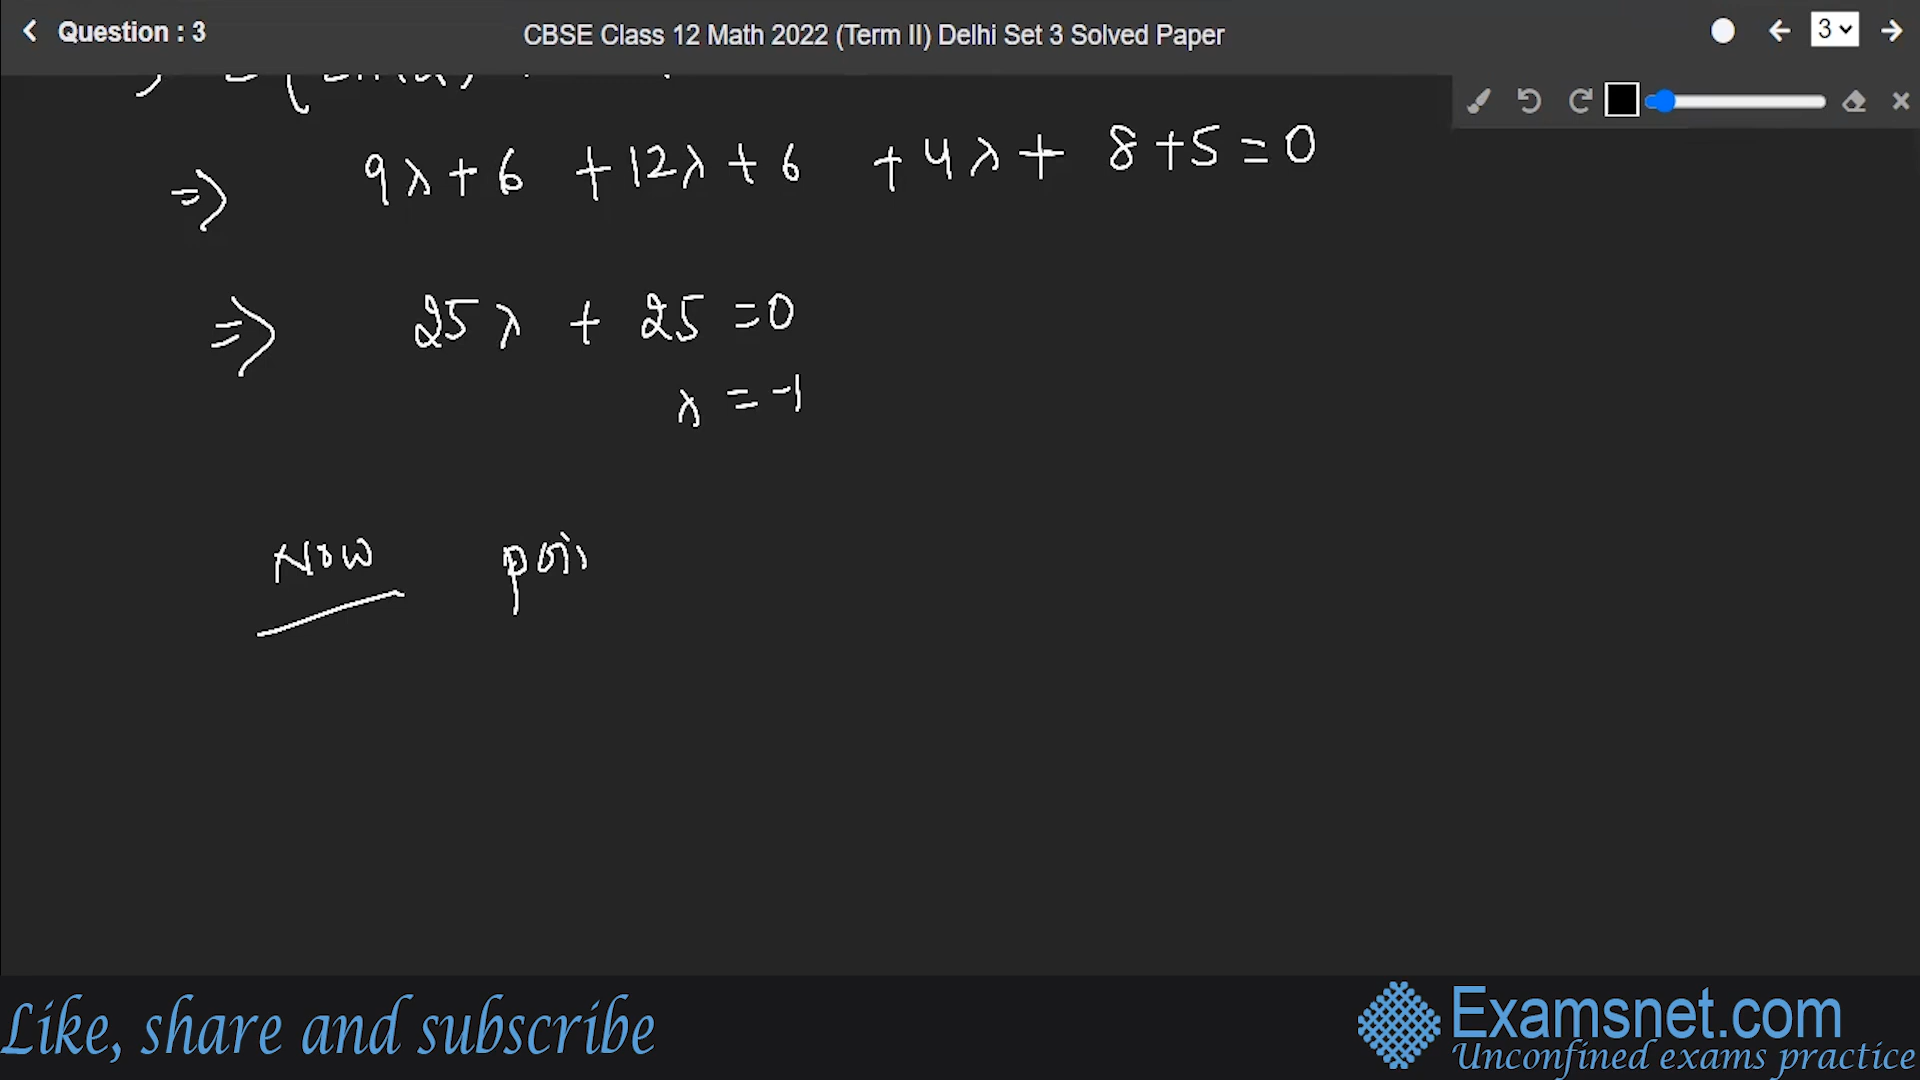 Question : 3
CBSE Class 12 Math 2022 (Term II) Delhi Set 3 Solved Paper
3
⇒ 9λ + 6 + 12λ + 6 + 4λ + 8 + 5 = 0
⇒ 25λ + 25 = 0
λ = -1
Now poi
Like, share and subscribe
Examsnet.com
Unconfined exams practice